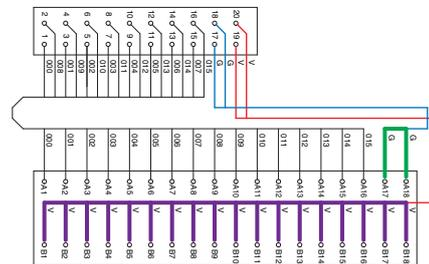 2 4 6 8 10 12 14 16 18 20
1 3 5 7 9 11 13 15 17 19
000 008 001 009 002 010 003 011 004 012 005 013 006 014 007 015 G G V V
000 001 002 003 004 005 006 007 008 009 010 011 012 013 014 015 G G
A1 A2 A3 A4 A5 A6 A7 A8 A9 A10 A11 A12 A13 A14 A15 A16 A17 A18
V V V V V V V V V V V V V V V V V V
B1 B2 B3 B4 B5 B6 B7 B8 B9 B10 B11 B12 B13 B14 B15 B16 B17 B18